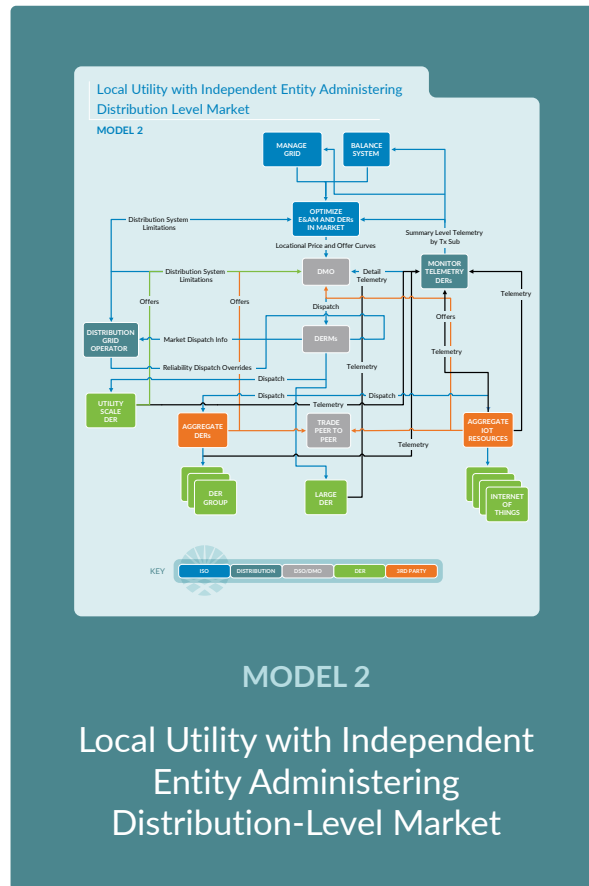 Local Utility with Independent Entity Administering
Distribution Level Market
MODEL 2
MANAGE
GRID
BALANCE
SYSTEM
OPTIMIZE
E&AM AND DERs
IN MARKET
Distribution System
Limitations
Summary Level Telemetry
by Tx Sub
Locational Price and Offer Curves
Distribution System
Limitations
DMO
Detail
Telemetry
MONITOR
TELEMETRY
DERs
Offers
Offers
Dispatch
Telemetry
Offers
DISTRIBUTION
GRID
OPERATOR
Market Dispatch Info
DERMs
Telemetry
Reliability Dispatch Overrides
Telemetry
Dispatch
UTILITY
SCALE
DER
Dispatch
Dispatch
Telemetry
AGGREGATE
DERs
TRADE
PEER TO
PEER
AGGREGATE
IOT
RESOURCES
Telemetry
DER
GROUP
LARGE
DER
INTERNET
OF
THINGS
KEY
ISO
DISTRIBUTION
DSO/DMO
DER
3RD PARTY
MODEL 2
Local Utility with Independent
Entity Administering
Distribution-Level Market